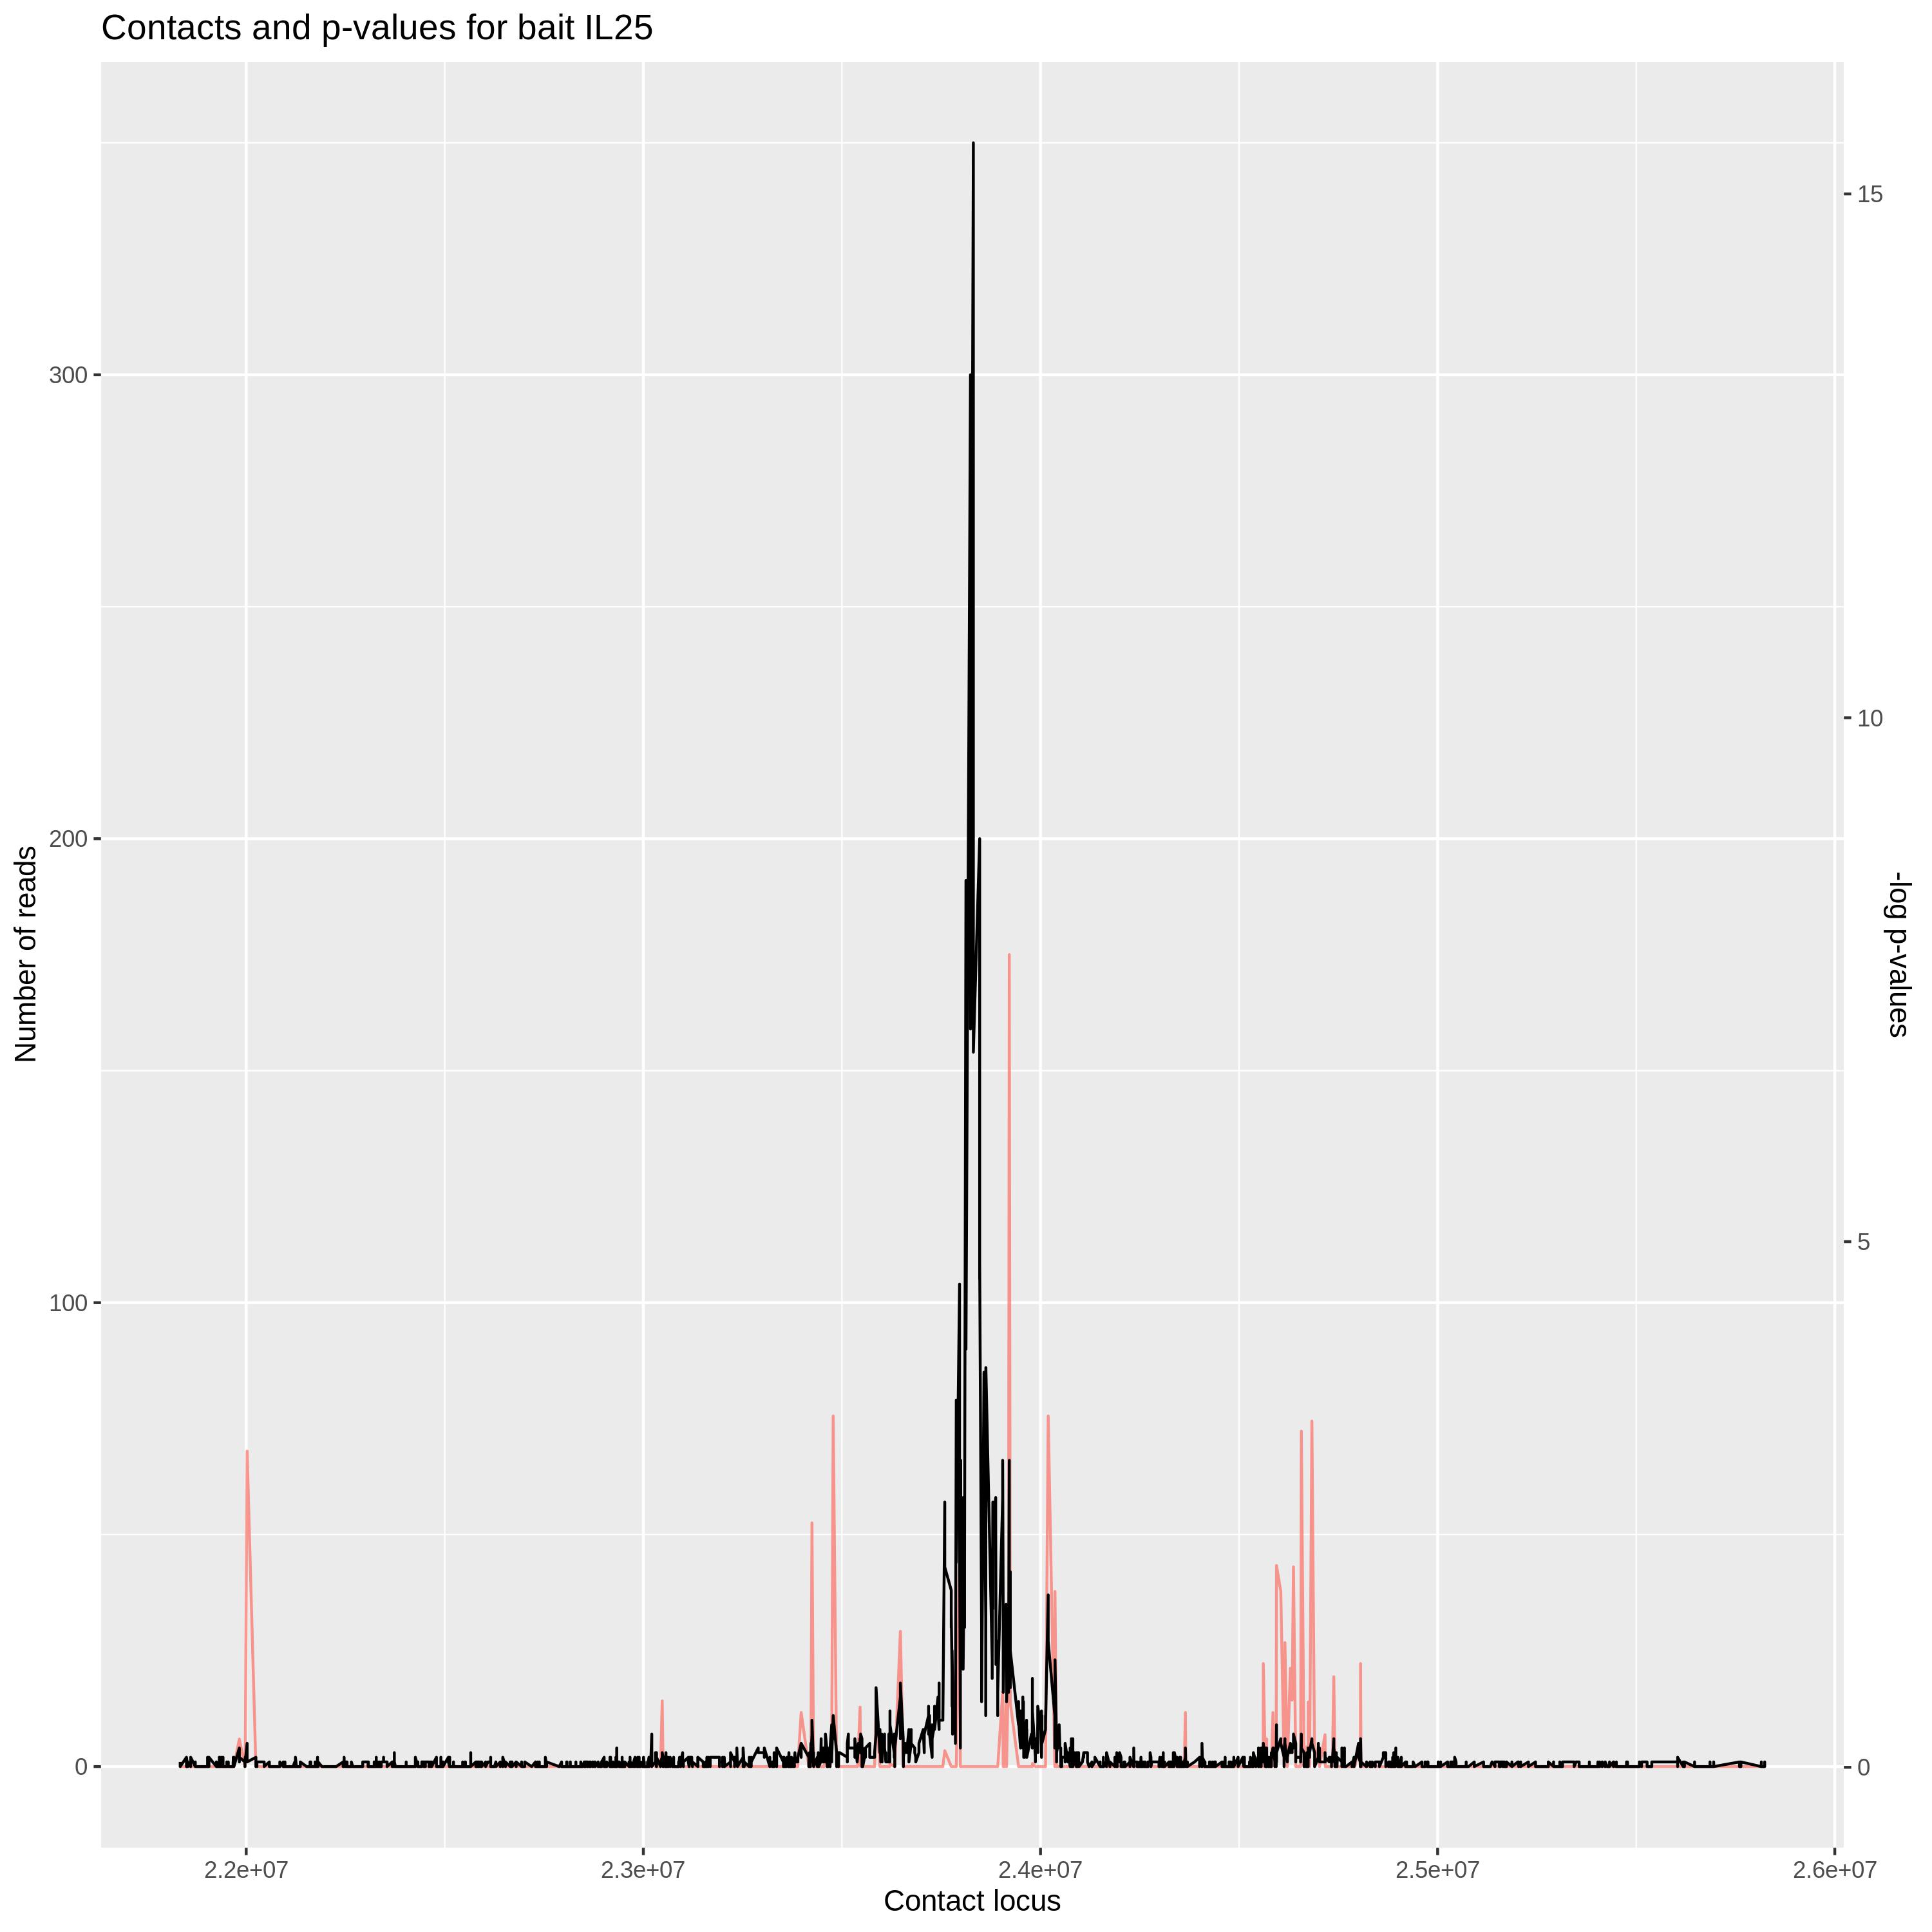 Contacts and p-values for bait IL25
Number of reads
300
200
100
0
15
10
5
0
-log p-values
2.2e+07
2.3e+07
2.4e+07
2.5e+07
2.6e+07
Contact locus